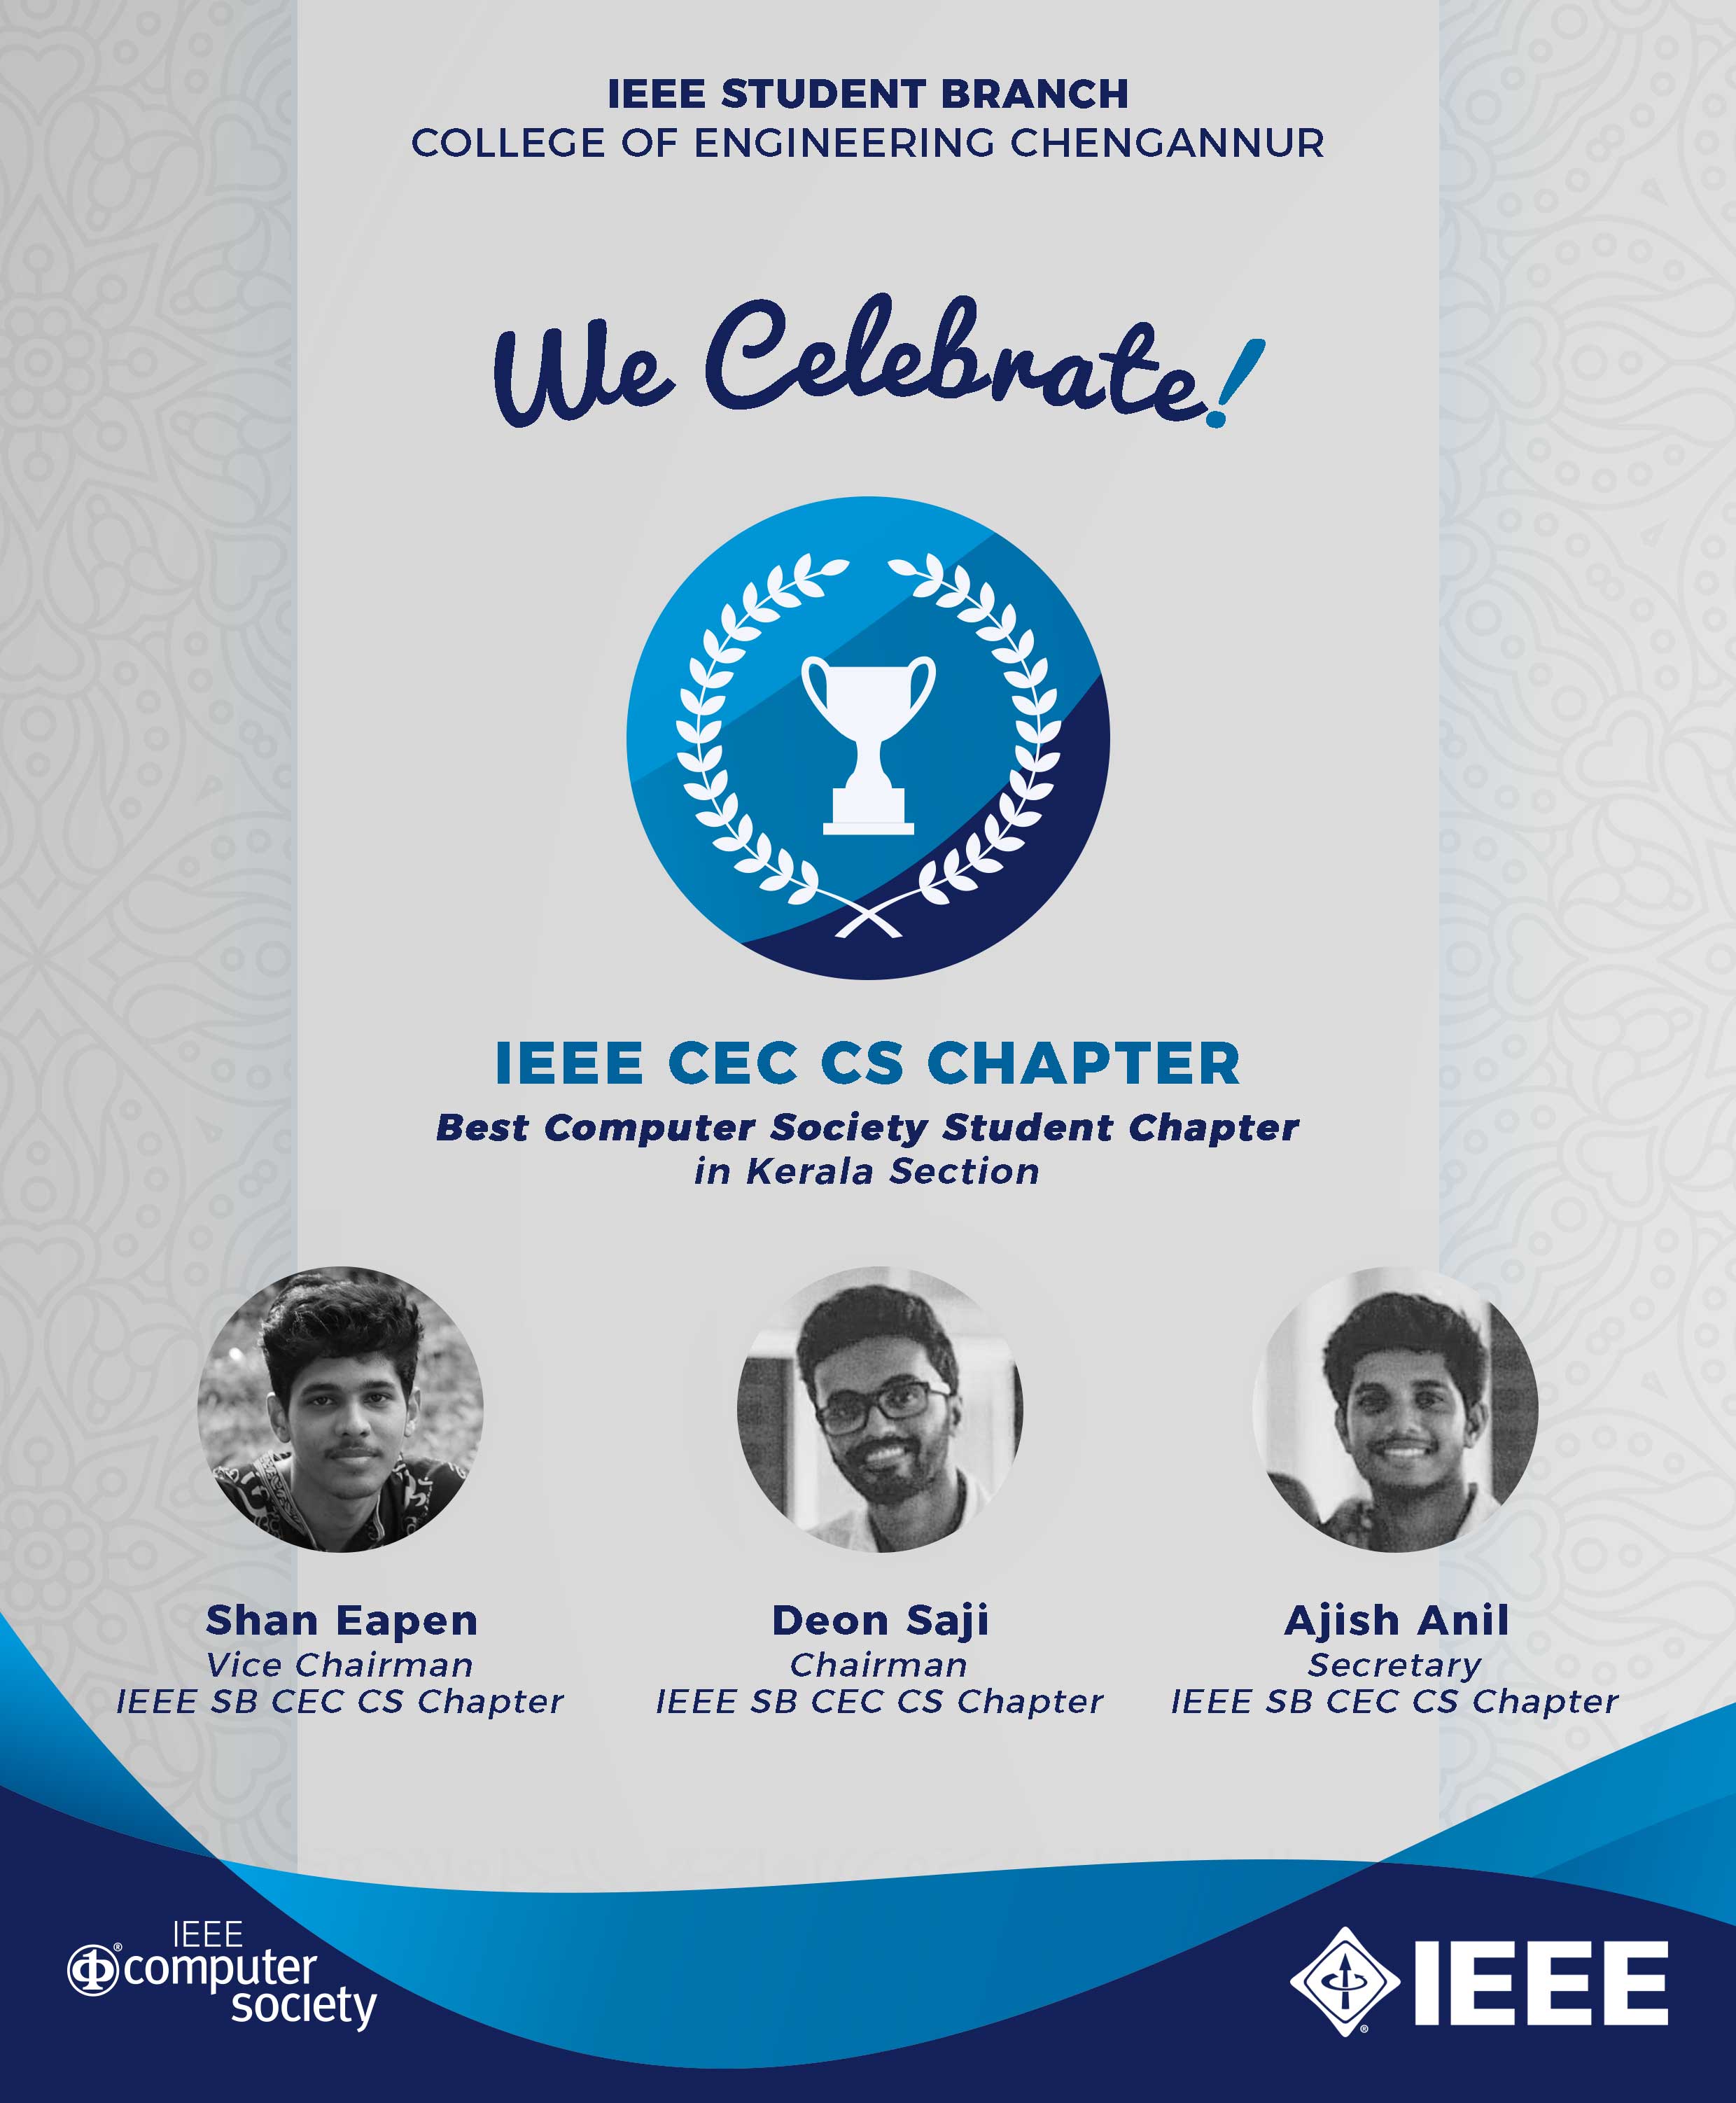 IEEE STUDENT BRANCH
COLLEGE OF ENGINEERING CHENGANNUR
We Celebrate!
IEEE CEC CS CHAPTER
Best Computer Society Student Chapter
in Kerala Section
Shan Eapen
Vice Chairman
IEEE SB CEC CS Chapter
Deon Saji
Chairman
IEEE SB CEC CS Chapter
Ajish Anil
Secretary
IEEE SB CEC CS Chapter
IEEE
computer
society
IEEE